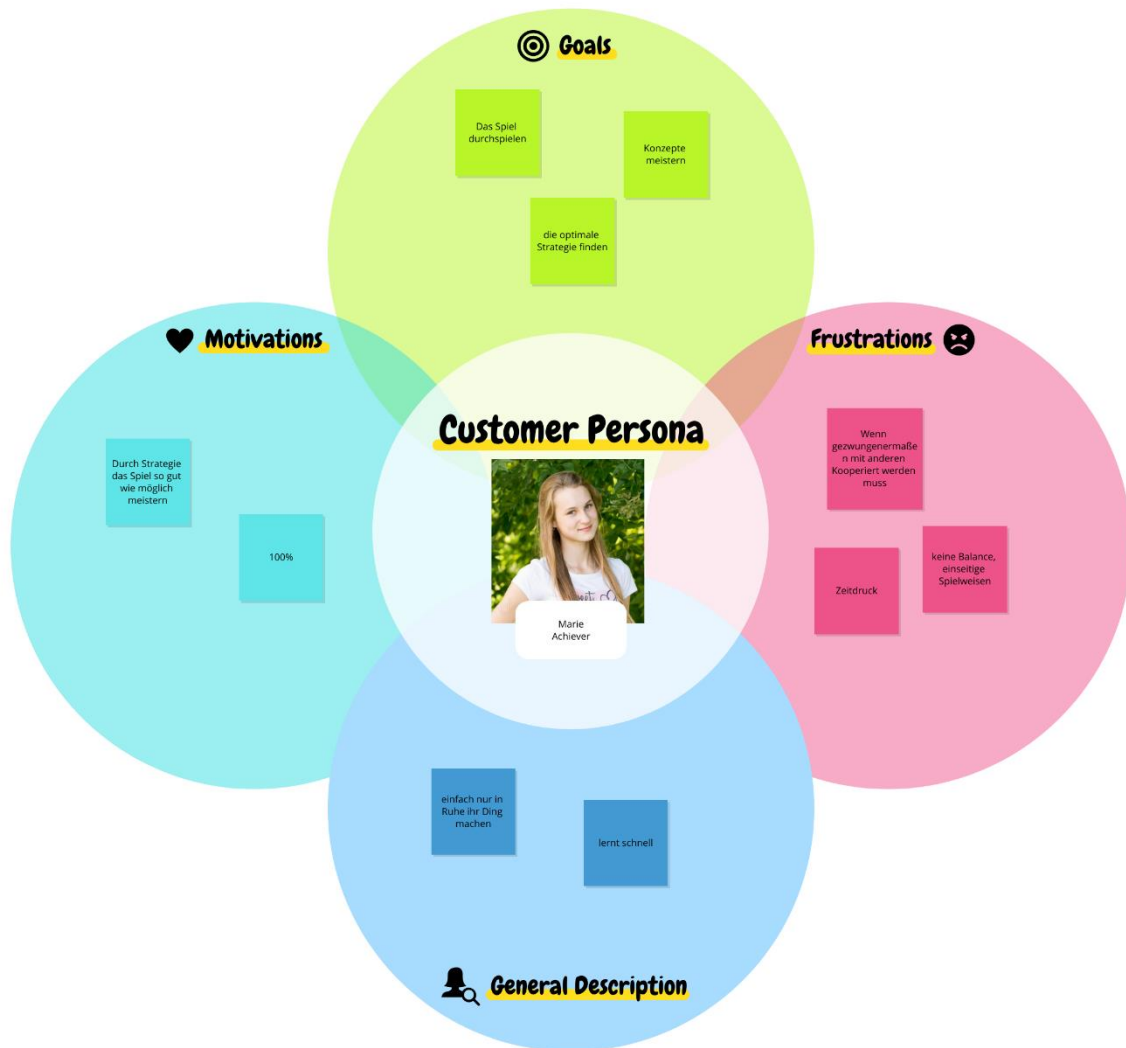 Goals
Das Spiel
durchspielen
Konzepte
meistern
die optimale
Strategie finden
Motivations
Durch Strategie
das Spiel so gut
wie möglich
meistern
100%
Frustrations
Wenn
gezwungenermaße
n mit anderen
Kooperiert werden
muss
keine Balance,
einseitige
Spielweisen
Zeitdruck
Customer Persona
Marie
Achiever
einfach nur in
Ruhe ihr Ding
machen
lernt schnell
General Description